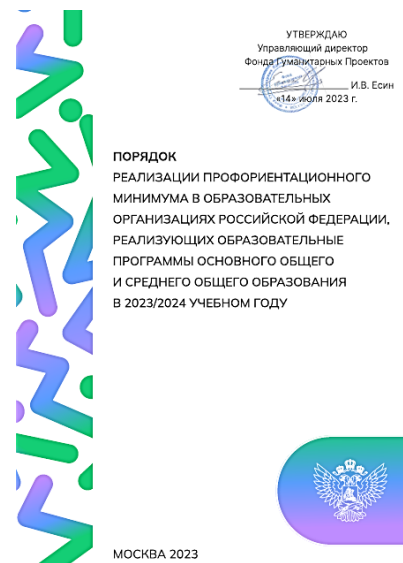 УТВЕРЖДАЮ
Управляющий директор
Фонда Гуманитарных Проектов
И.В. Есин
«14» июля 2023 г.
ПОРЯДОК
РЕАЛИЗАЦИИ ПРОФОРИЕНТАЦИОННОГО
МИНИМУМА В ОБРАЗОВАТЕЛЬНЫХ
ОРГАНИЗАЦИЯХ РОССИЙСКОЙ ФЕДЕРАЦИИ,
РЕАЛИЗУЮЩИХ ОБРАЗОВАТЕЛЬНЫЕ
ПРОГРАММЫ ОСНОВНОГО ОБЩЕГО
И СРЕДНЕГО ОБЩЕГО ОБРАЗОВАНИЯ
В 2023/2024 УЧЕБНОМ ГОДУ
МОСКВА 2023